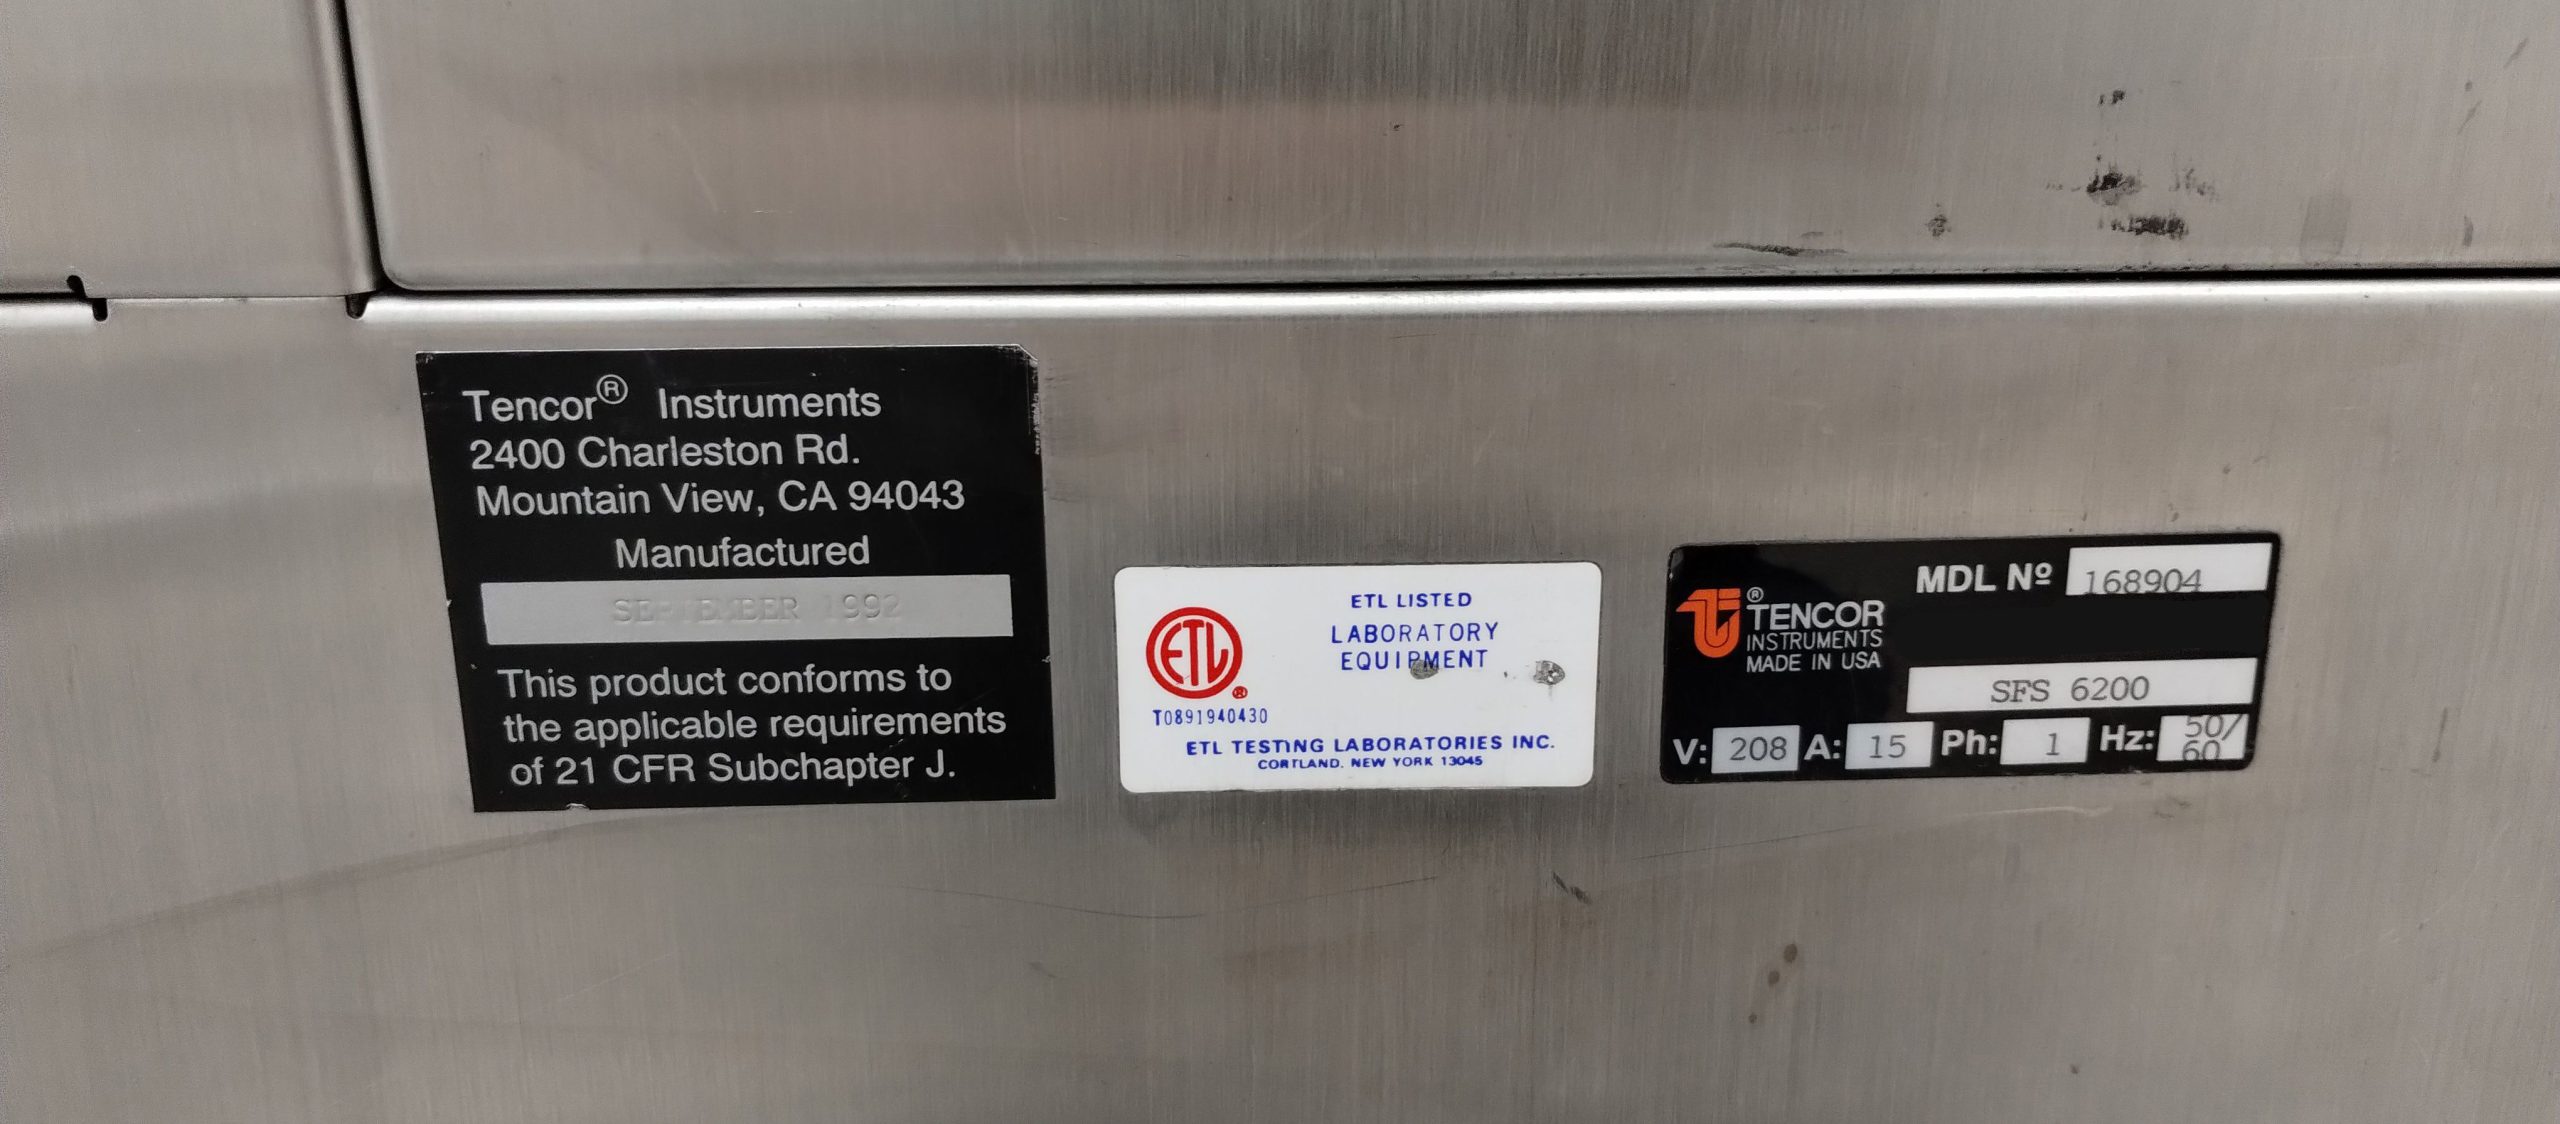 Tencor® Instruments
2400 Charleston Rd.
Mountain View, CA 94043
Manufactured
SEPTEMBER 1992
This product conforms to
the applicable requirements
of 21 CFR Subchapter J.
ETL LISTED
LABORATORY
EQUIPMENT
ETL®
T0891940430
ETL TESTING LABORATORIES INC.
CORTLAND, NEW YORK 13045
MDL Nº 168904
® TENCOR
INSTRUMENTS
MADE IN USA
SFS 6200
V: 208 A: 15 Ph: 1 Hz: 50/
60